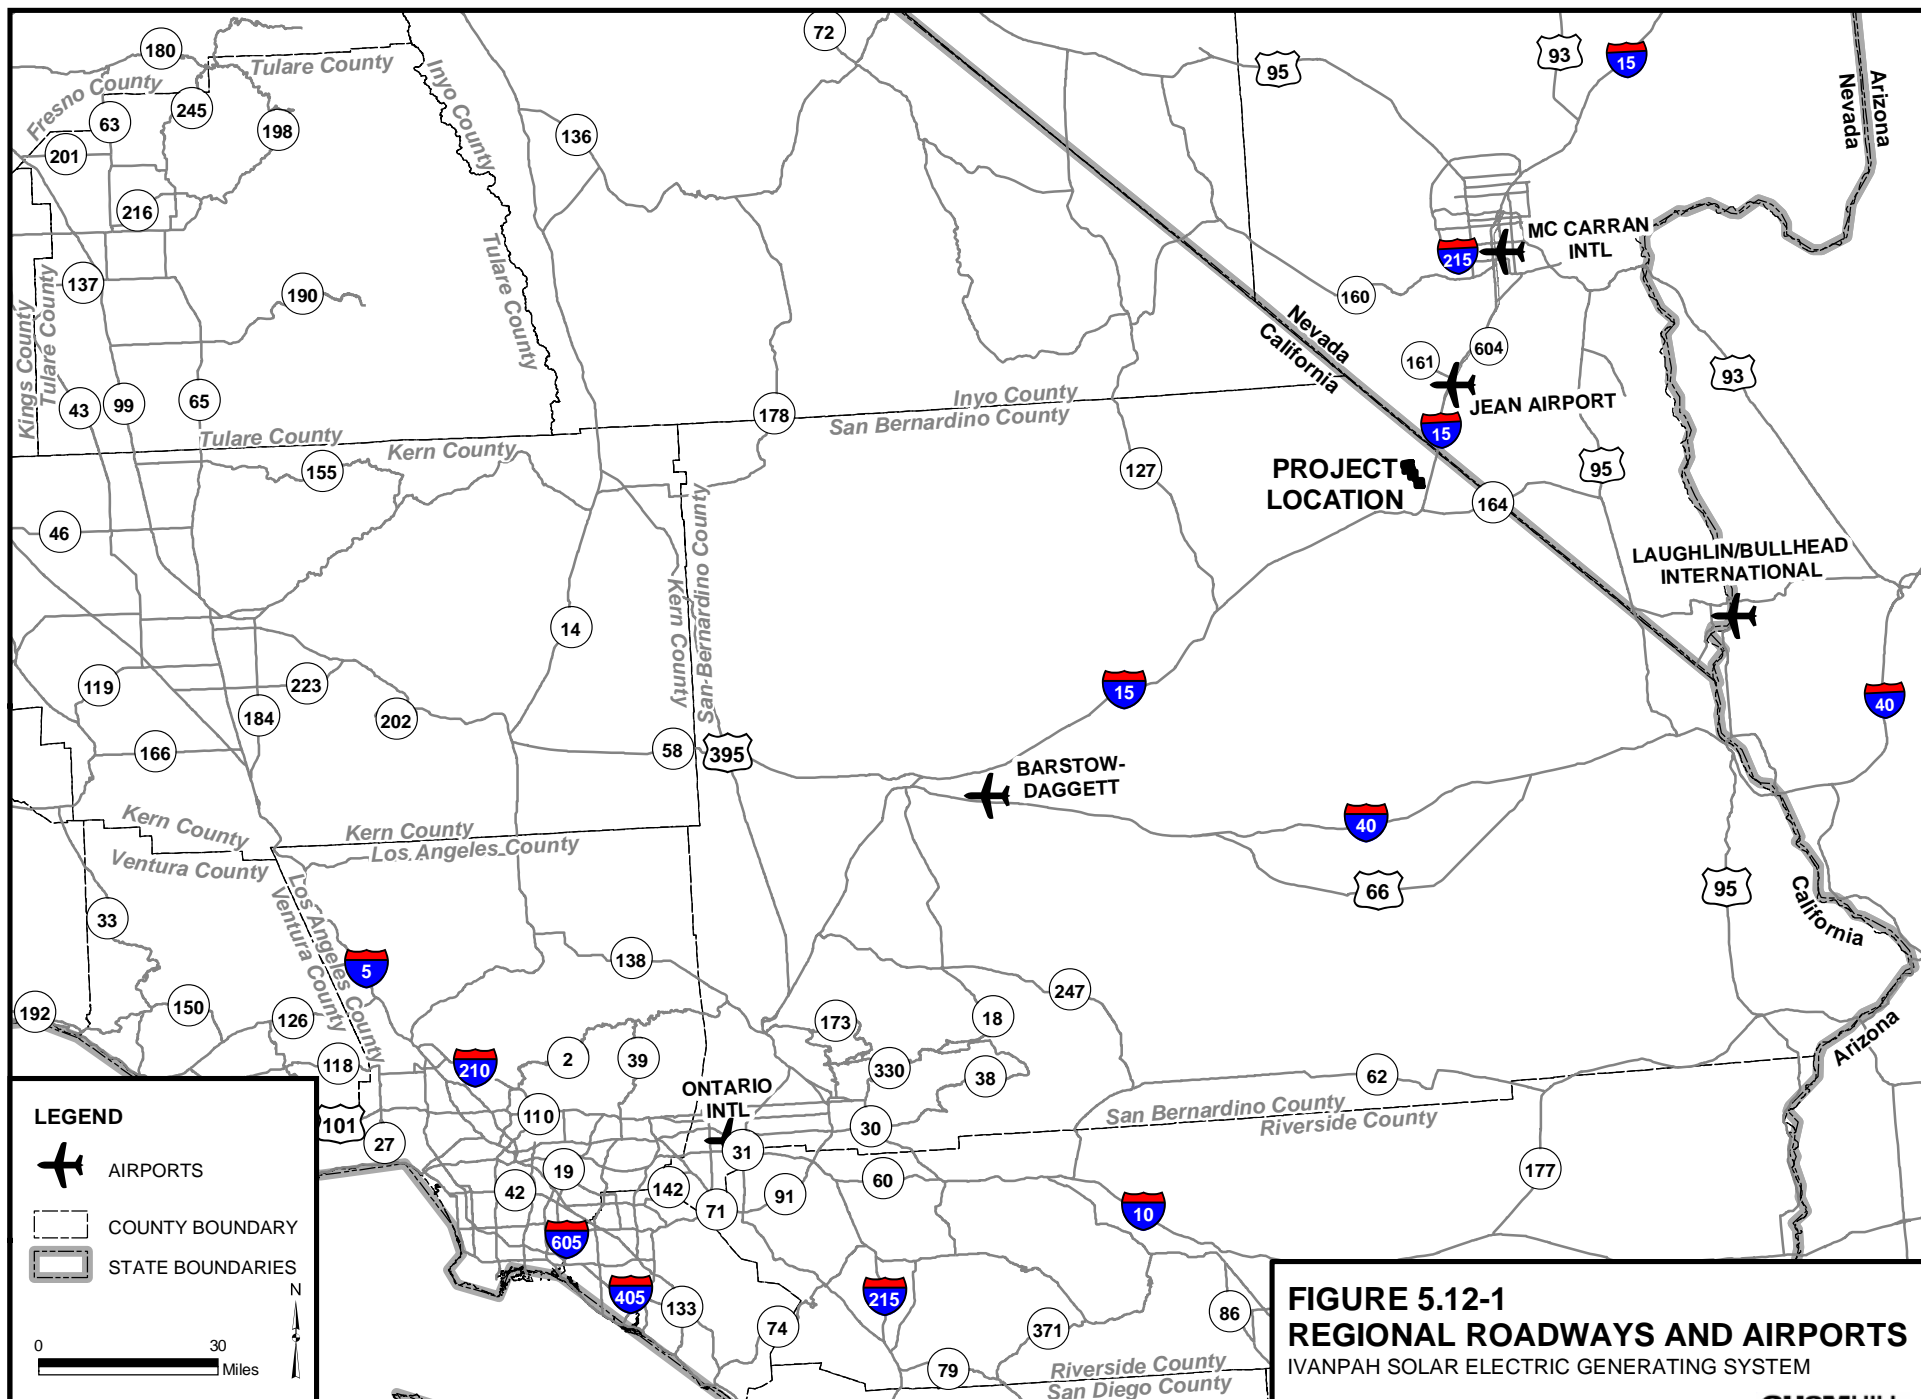 180
Tulare County
72
95
93
15
Arizona
Nevada
Fresno County
245
63
198
201
Inyo County
Tulare County
136
216
MC CARRAN
INTL
215
137
190
160
Kings County
Tulare County
Nevada
California
604
161
93
43
99
65
178
Inyo County
San Bernardino County
JEAN AIRPORT
15
Tulare County
Kern County
155
127
PROJECT
LOCATION
95
164
46
San Bernardino County
Kern County
LAUGHLIN/BULLHEAD
INTERNATIONAL
14
119
223
184
202
15
40
166
58
395
BARSTOW-
DAGGETT
Kern County
Ventura County
Kern County
Los Angeles County
40
66
95
33
Los Angeles County
Ventura County
5
138
California
192
150
126
247
173
18
Arizona
118
210
2
39
330
38
62
ONTARIO
INTL
110
101
27
31
30
San Bernardino County
Riverside County
19
42
142
71
91
60
177
10
605
405
133
74
215
371
86
79
Riverside County
San Diego County
LEGEND
AIRPORTS
COUNTY BOUNDARY
STATE BOUNDARIES
N
0 30
Miles
FIGURE 5.12-1
REGIONAL ROADWAYS AND AIRPORTS
IVANPAH SOLAR ELECTRIC GENERATING SYSTEM